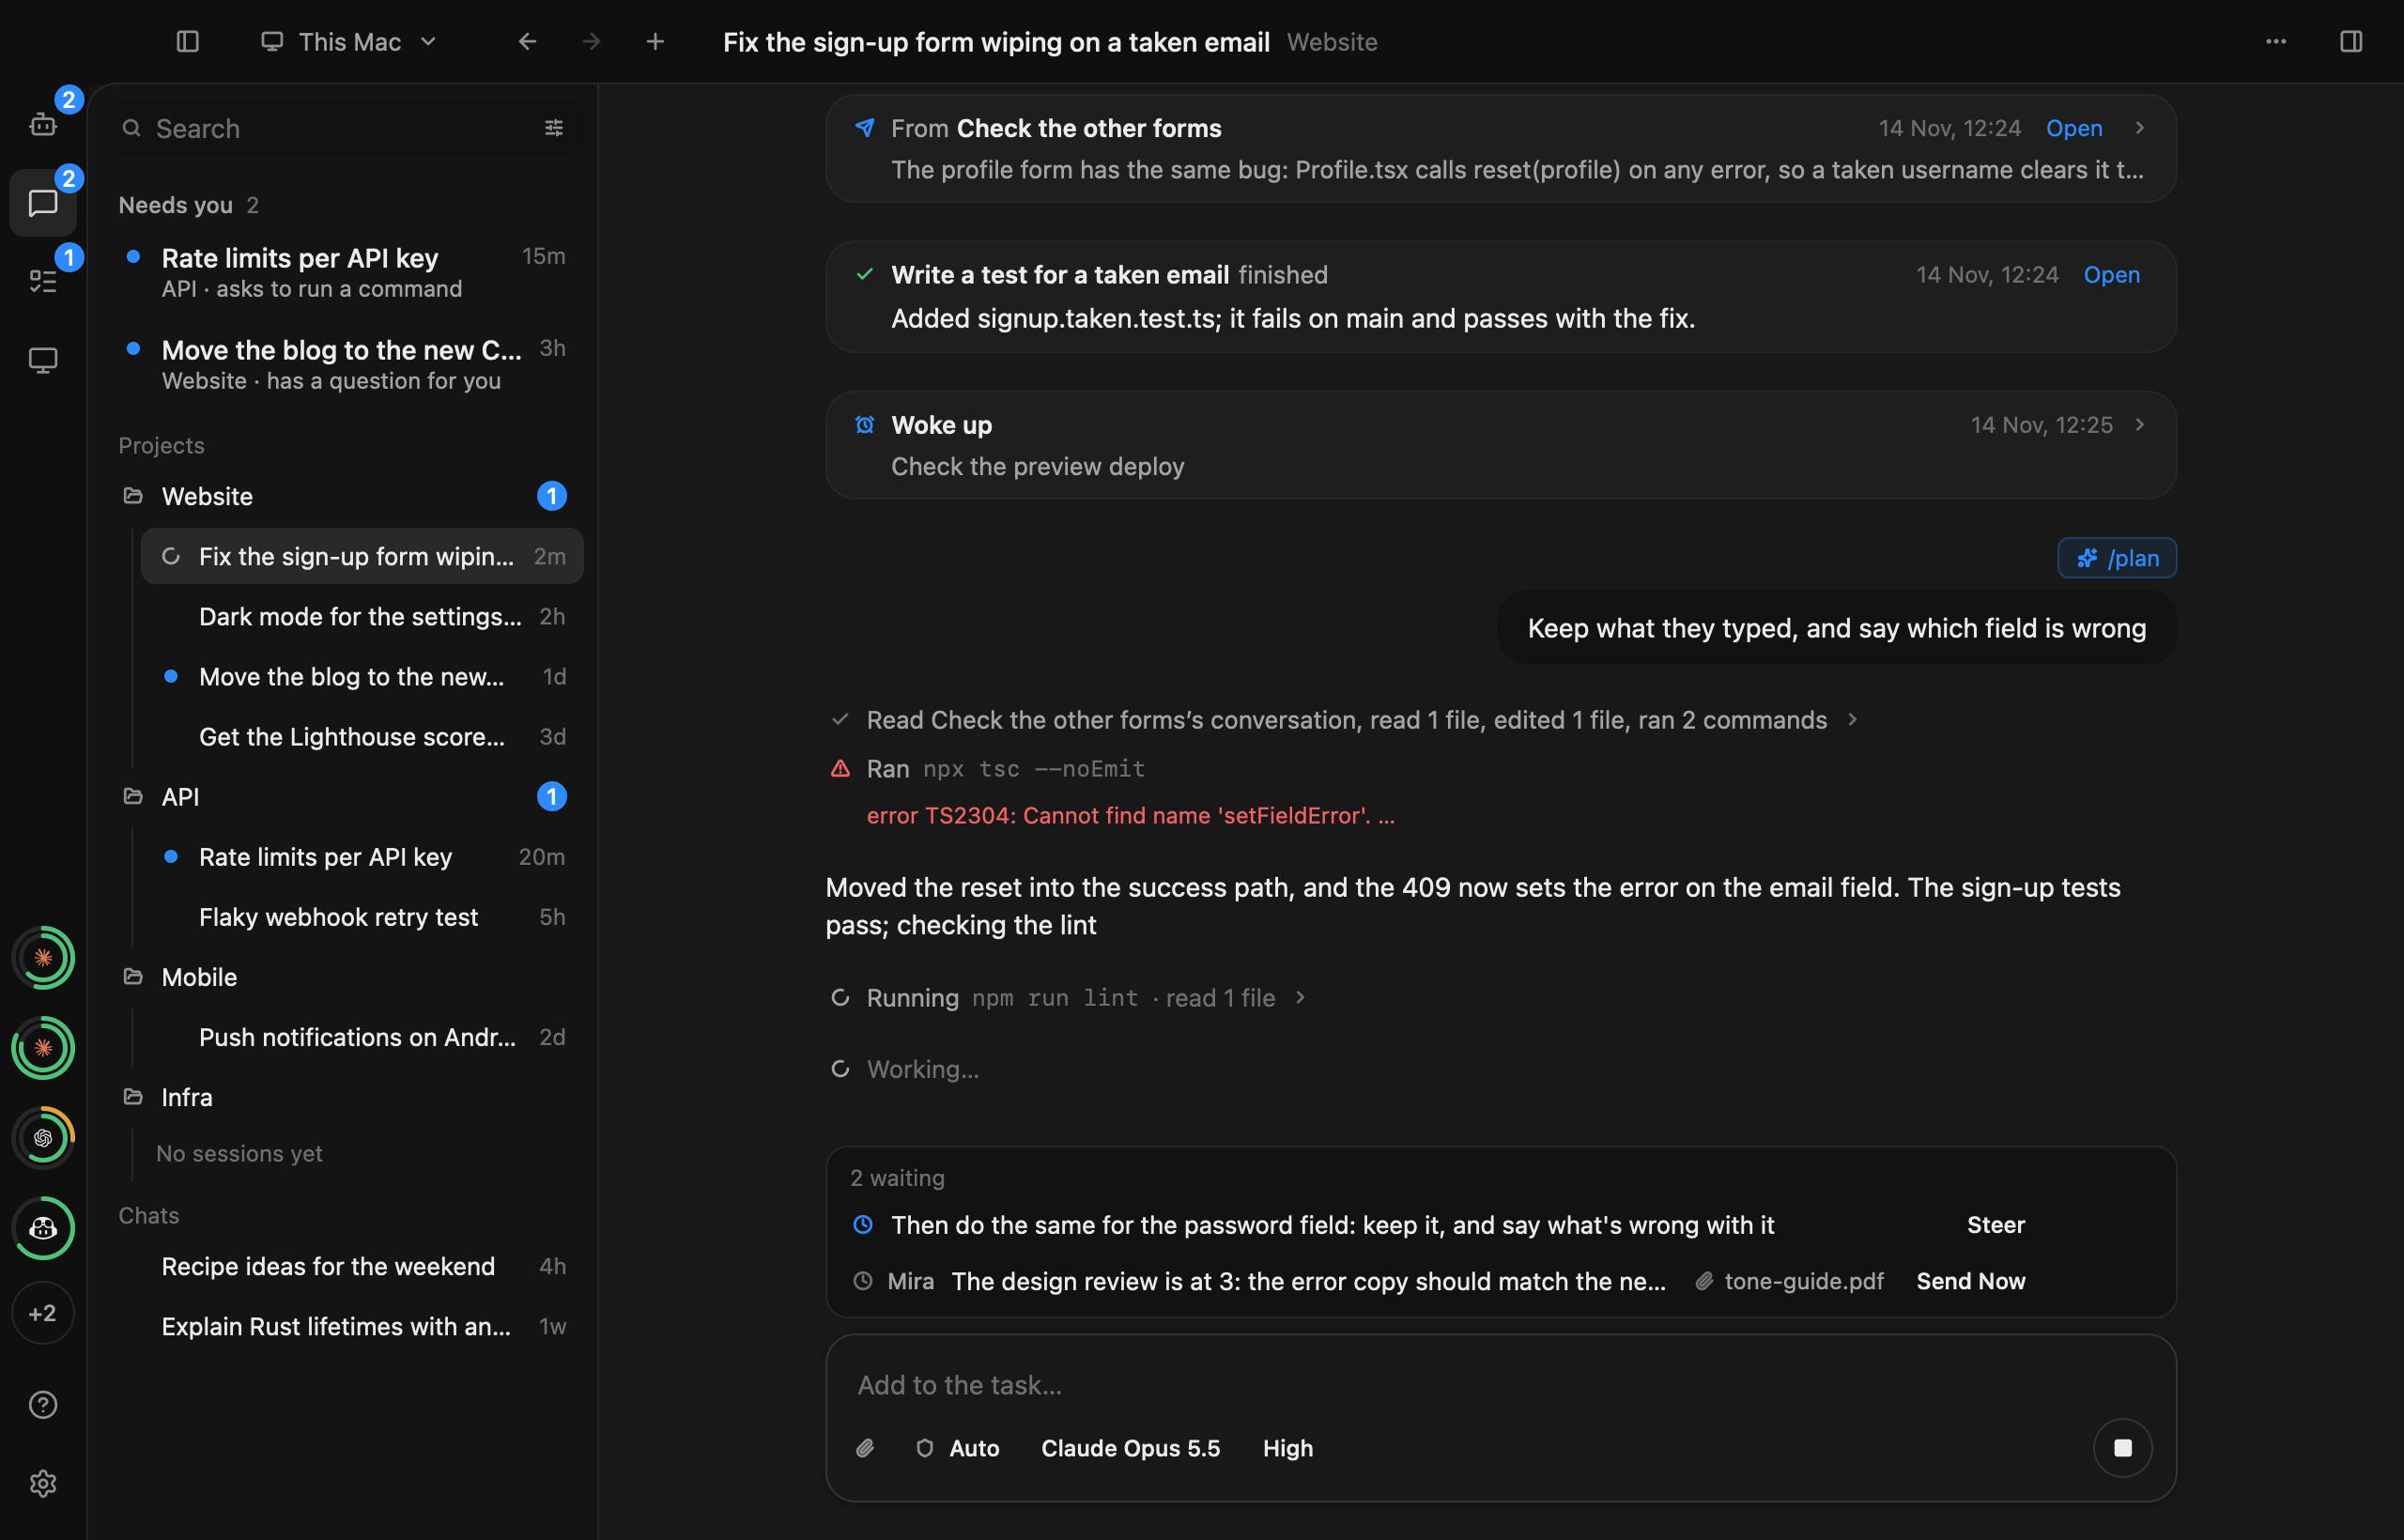 This Mac
Fix the sign-up form wiping on a taken email Website
2
2
1
Search
Needs you 2
Rate limits per API key 15m
API · asks to run a command
Move the blog to the new C... 3h
Website · has a question for you
Projects
Website 1
Fix the sign-up form wipin... 2m
Dark mode for the settings... 2h
Move the blog to the new... 1d
Get the Lighthouse score... 3d
API 1
Rate limits per API key 20m
Flaky webhook retry test 5h
Mobile
Push notifications on Andr... 2d
Infra
No sessions yet
Chats
Recipe ideas for the weekend 4h
Explain Rust lifetimes with an... 1w
+2
From Check the other forms 14 Nov, 12:24 Open
The profile form has the same bug: Profile.tsx calls reset(profile) on any error, so a taken username clears it t...
Write a test for a taken email finished 14 Nov, 12:24 Open
Added signup.taken.test.ts; it fails on main and passes with the fix.
Woke up 14 Nov, 12:25
Check the preview deploy
/plan
Keep what they typed, and say which field is wrong
Read Check the other forms’s conversation, read 1 file, edited 1 file, ran 2 commands
Ran npx tsc --noEmit
error TS2304: Cannot find name 'setFieldError'. ...
Moved the reset into the success path, and the 409 now sets the error on the email field. The sign-up tests
pass; checking the lint
Running npm run lint · read 1 file
Working...
2 waiting
Then do the same for the password field: keep it, and say what's wrong with it Steer
Mira The design review is at 3: the error copy should match the ne... tone-guide.pdf Send Now
Add to the task...
Auto Claude Opus 5.5 High